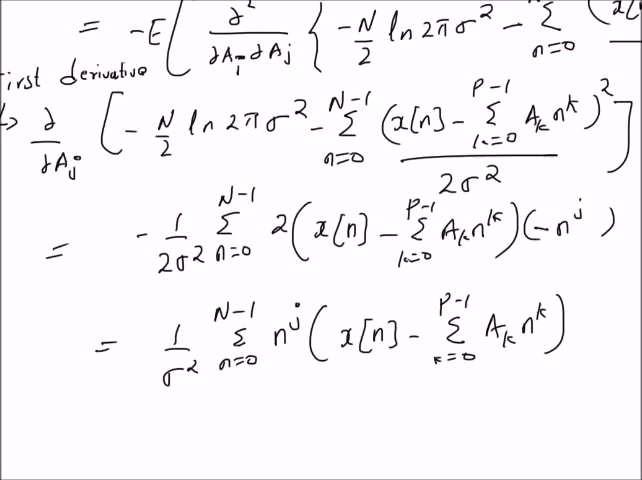 = -E( ∂² / ∂A_i ∂A_j { -N/2 ln 2πσ² - Σ_{n=0} (x[
irst derivative
∂/∂A_j [ - N/2 ln 2πσ² - Σ_{n=0}^{N-1} (x[n] - Σ_{k=0}^{P-1} A_k n^k)² / 2σ² ]
= - 1/2σ² Σ_{n=0}^{N-1} 2( x[n] - Σ_{k=0}^{P-1} A_k n^k)(-n^j )
= 1/σ² Σ_{n=0}^{N-1} n^j ( x[n] - Σ_{k=0}^{P-1} A_k n^k)